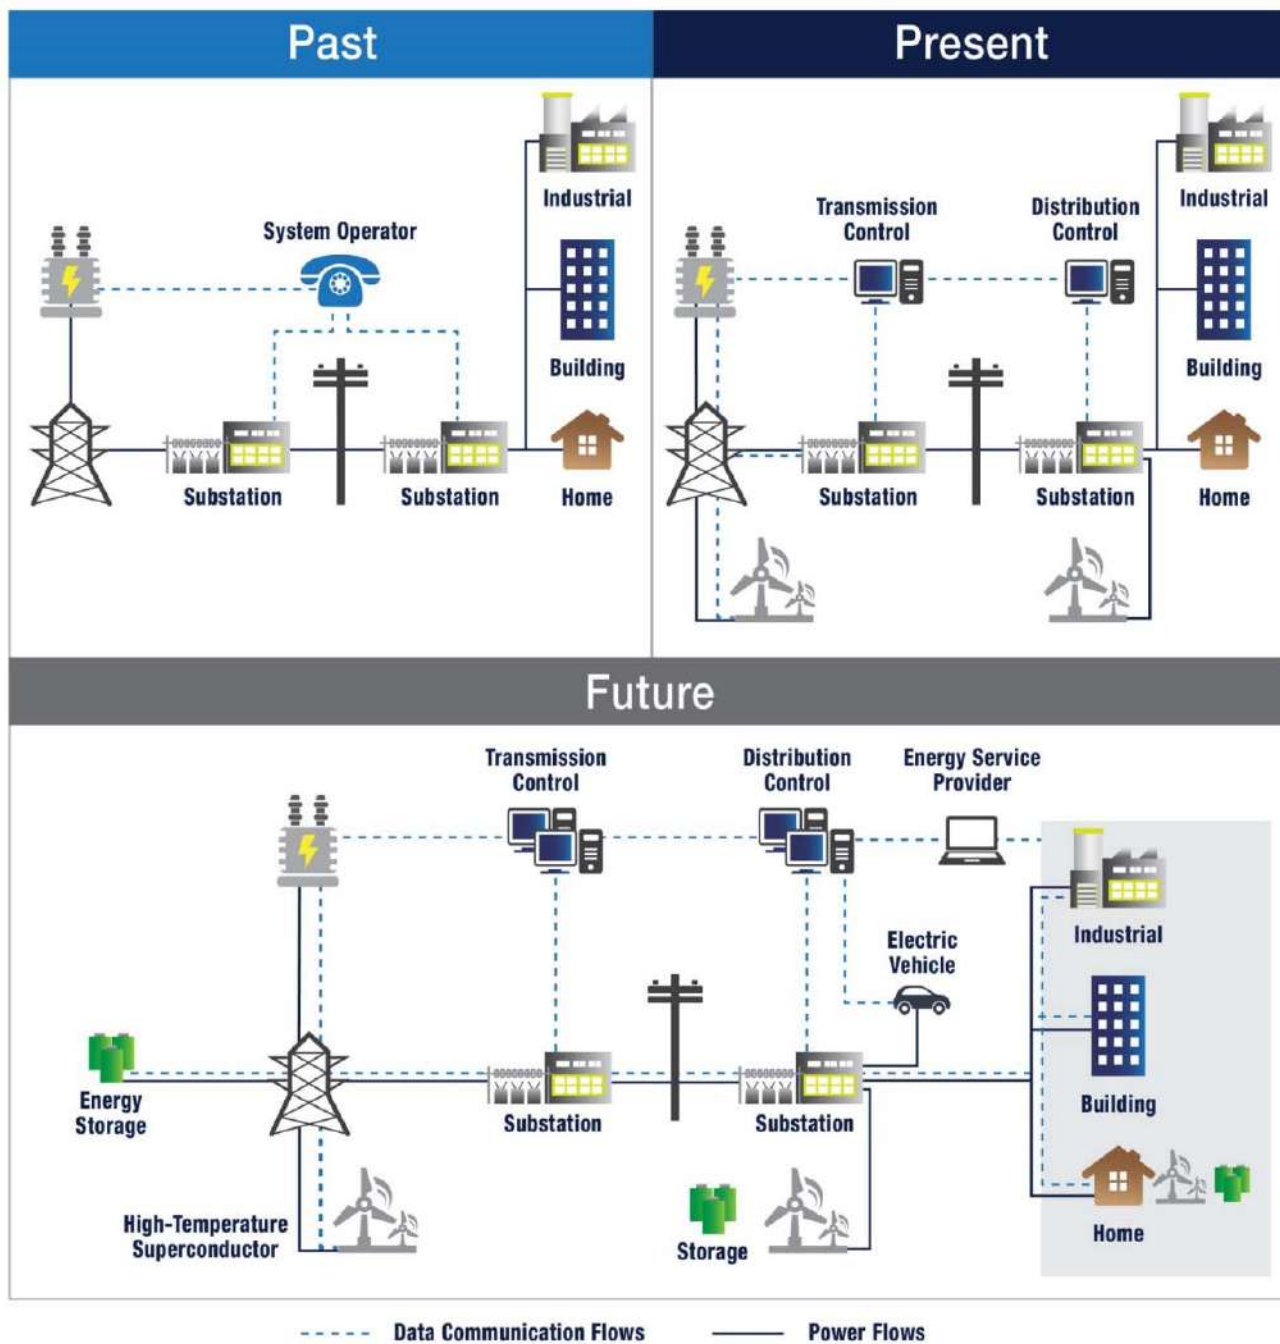 Past
Present
Industrial
System Operator
Building
Substation
Substation
Home
Industrial
Transmission
Control
Distribution
Control
Building
Substation
Substation
Home
Future
Transmission
Control
Distribution
Control
Energy Service
Provider
Industrial
Electric
Vehicle
Energy
Storage
Substation
Substation
Building
High-Temperature
Superconductor
Storage
Home
Data Communication Flows
Power Flows